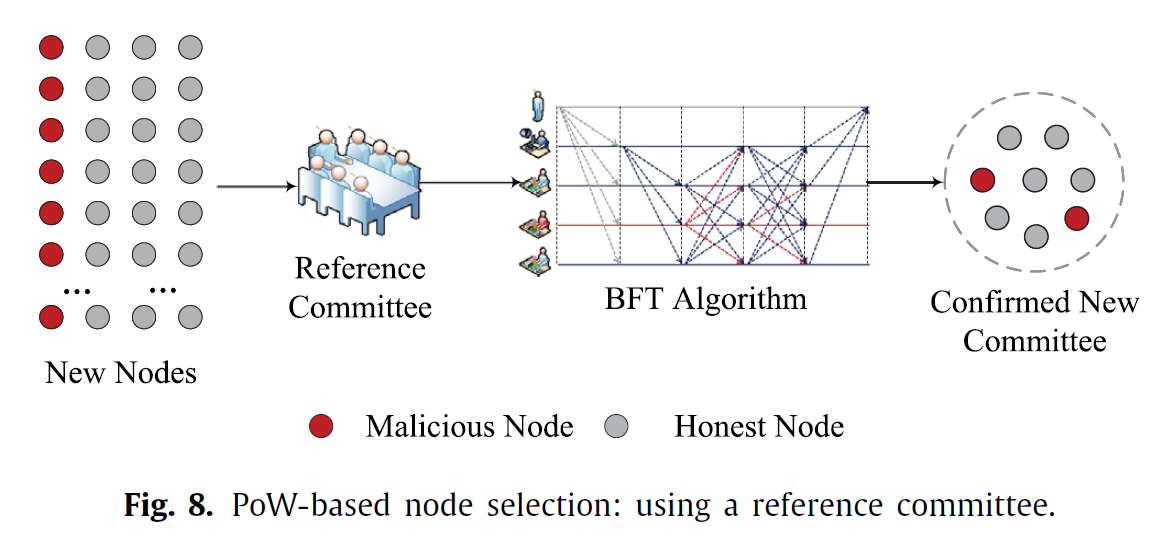 ... ...
New Nodes
Reference
Committee
BFT Algorithm
Confirmed New
Committee
Malicious Node Honest Node
Fig. 8. PoW-based node selection: using a reference committee.